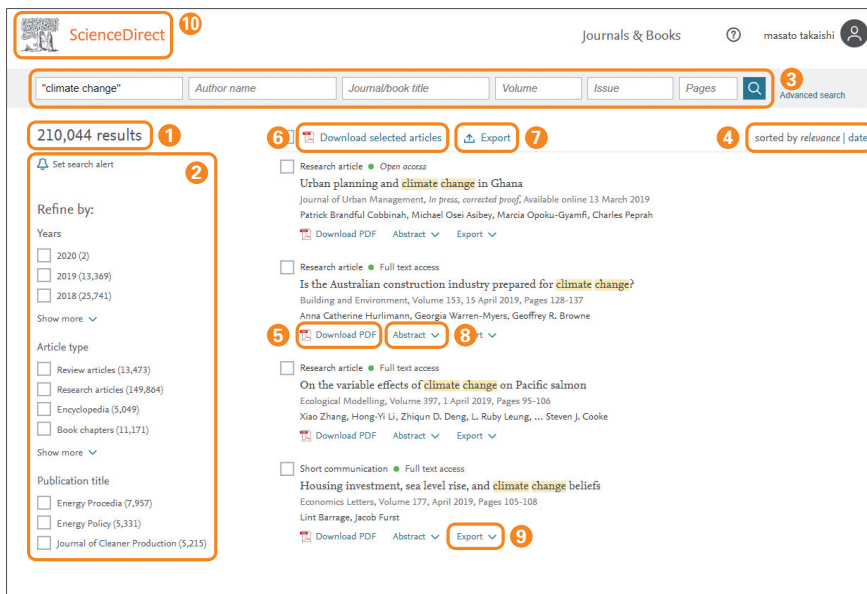 ScienceDirect
10
Journals & Books
?
masato takaishi
"climate change"
Author name
Journal/book title
Volume
Issue
Pages
3
Advanced search
210,044 results
1
6
Download selected articles
Export
7
4
sorted by relevance | date
Set search alert
2
Refine by:
Years
2020 (2)
2019 (13,369)
2018 (25,741)
Show more
Article type
Review articles (13,473)
Research articles (149,864)
Encyclopedia (5,049)
Book chapters (11,171)
Show more
Publication title
Energy Procedia (7,957)
Energy Policy (5,331)
Journal of Cleaner Production (5,215)
Research article Open access
Urban planning and climate change in Ghana
Journal of Urban Management, In press, corrected proof, Available online 13 March 2019
Patrick Brandful Cobbinah, Michael Osei Asibey, Marcia Opoku-Gyamfi, Charles Peprah
Download PDF Abstract Export
Research article Full text access
Is the Australian construction industry prepared for climate change?
Building and Environment, Volume 153, 15 April 2019, Pages 128-137
Anna Catherine Hurlimann, Georgia Warren-Myers, Geoffrey R. Browne
5 Download PDF Abstract 8
Research article Full text access
On the variable effects of climate change on Pacific salmon
Ecological Modelling, Volume 397, 1 April 2019, Pages 95-106
Xiao Zhang, Hong-Yi Li, Zhiqun D. Deng, L. Ruby Leung, ... Steven J. Cooke
Download PDF Abstract Export
Short communication Full text access
Housing investment, sea level rise, and climate change beliefs
Economics Letters, Volume 177, April 2019, Pages 105-108
Lint Barrage, Jacob Furst
Download PDF Abstract Export 9